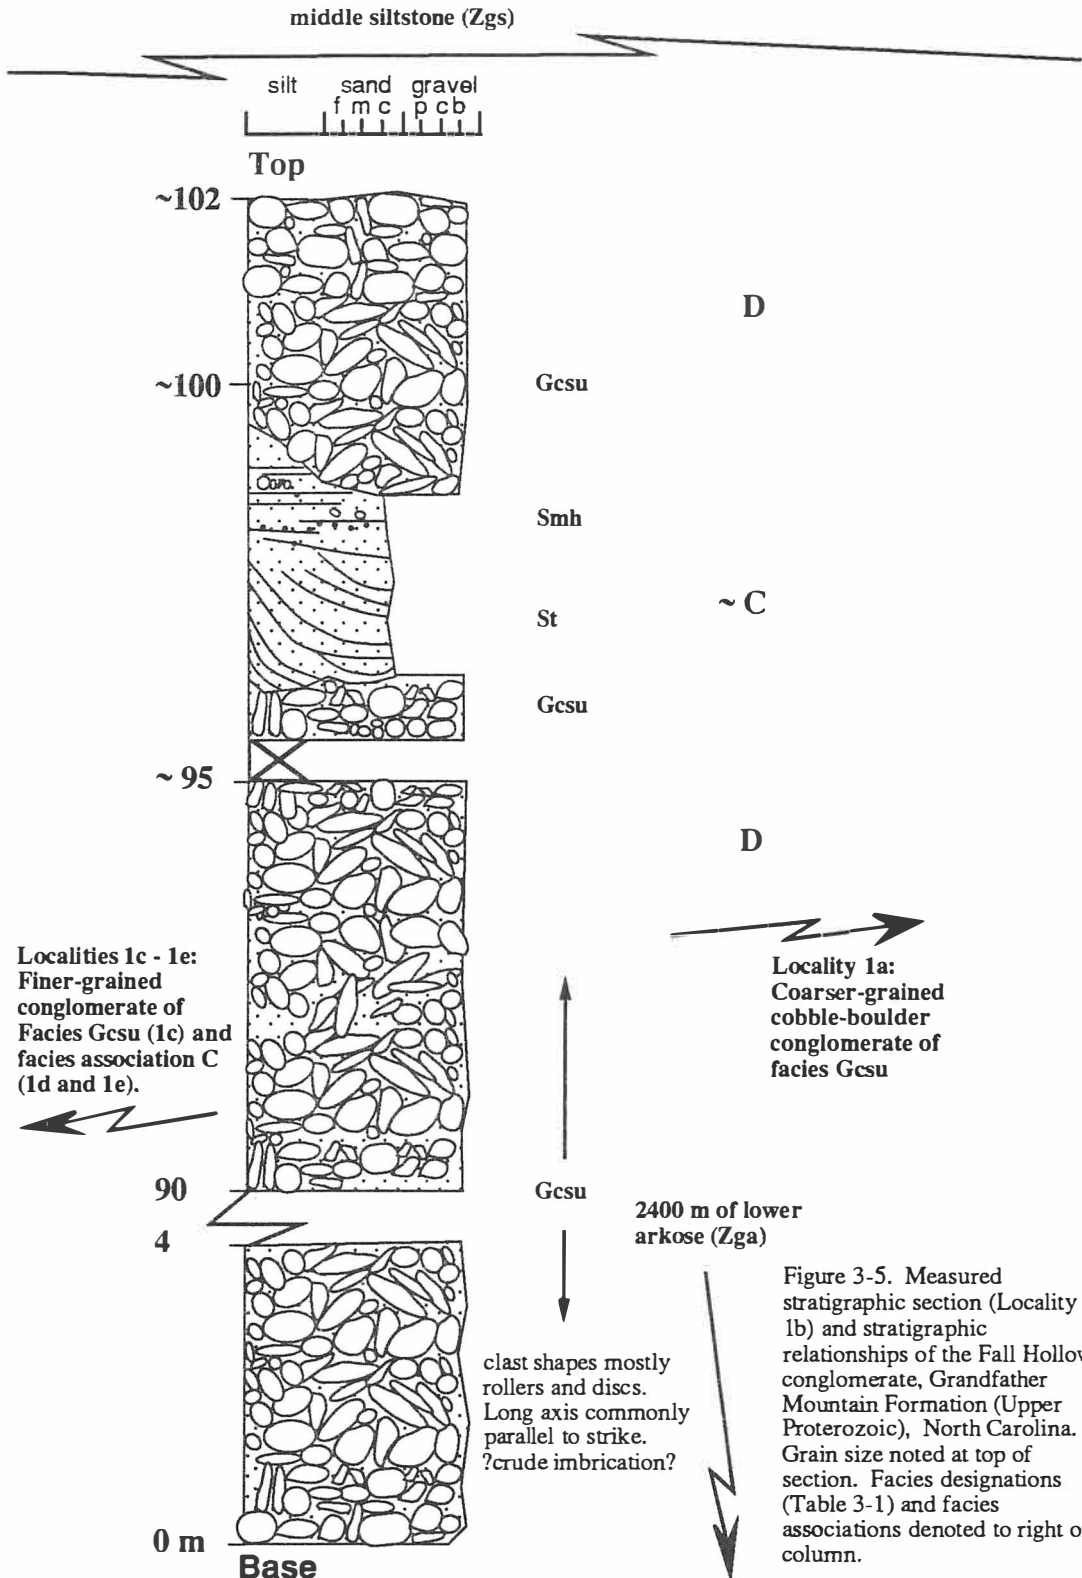 middle siltstone (Zgs)
silt sand gravel
f m c p c b
Top
~102
D
~100
Gcsu
Smh
~ C
St
Gcsu
~ 95
D
Localities 1c - 1e:
Finer-grained
conglomerate of
Facies Gcsu (1c) and
facies association C
(1d and 1e).
Locality 1a:
Coarser-grained
cobble-boulder
conglomerate of
facies Gcsu
90
Gcsu
4
2400 m of lower
arkose (Zga)
clast shapes mostly
rollers and discs.
Long axis commonly
parallel to strike.
?crude imbrication?
0 m
Base
Figure 3-5. Measured
stratigraphic section (Locality
1b) and stratigraphic
relationships of the Fall Hollow
conglomerate, Grandfather
Mountain Formation (Upper
Proterozoic), North Carolina.
Grain size noted at top of
section. Facies designations
(Table 3-1) and facies
associations denoted to right o
column.